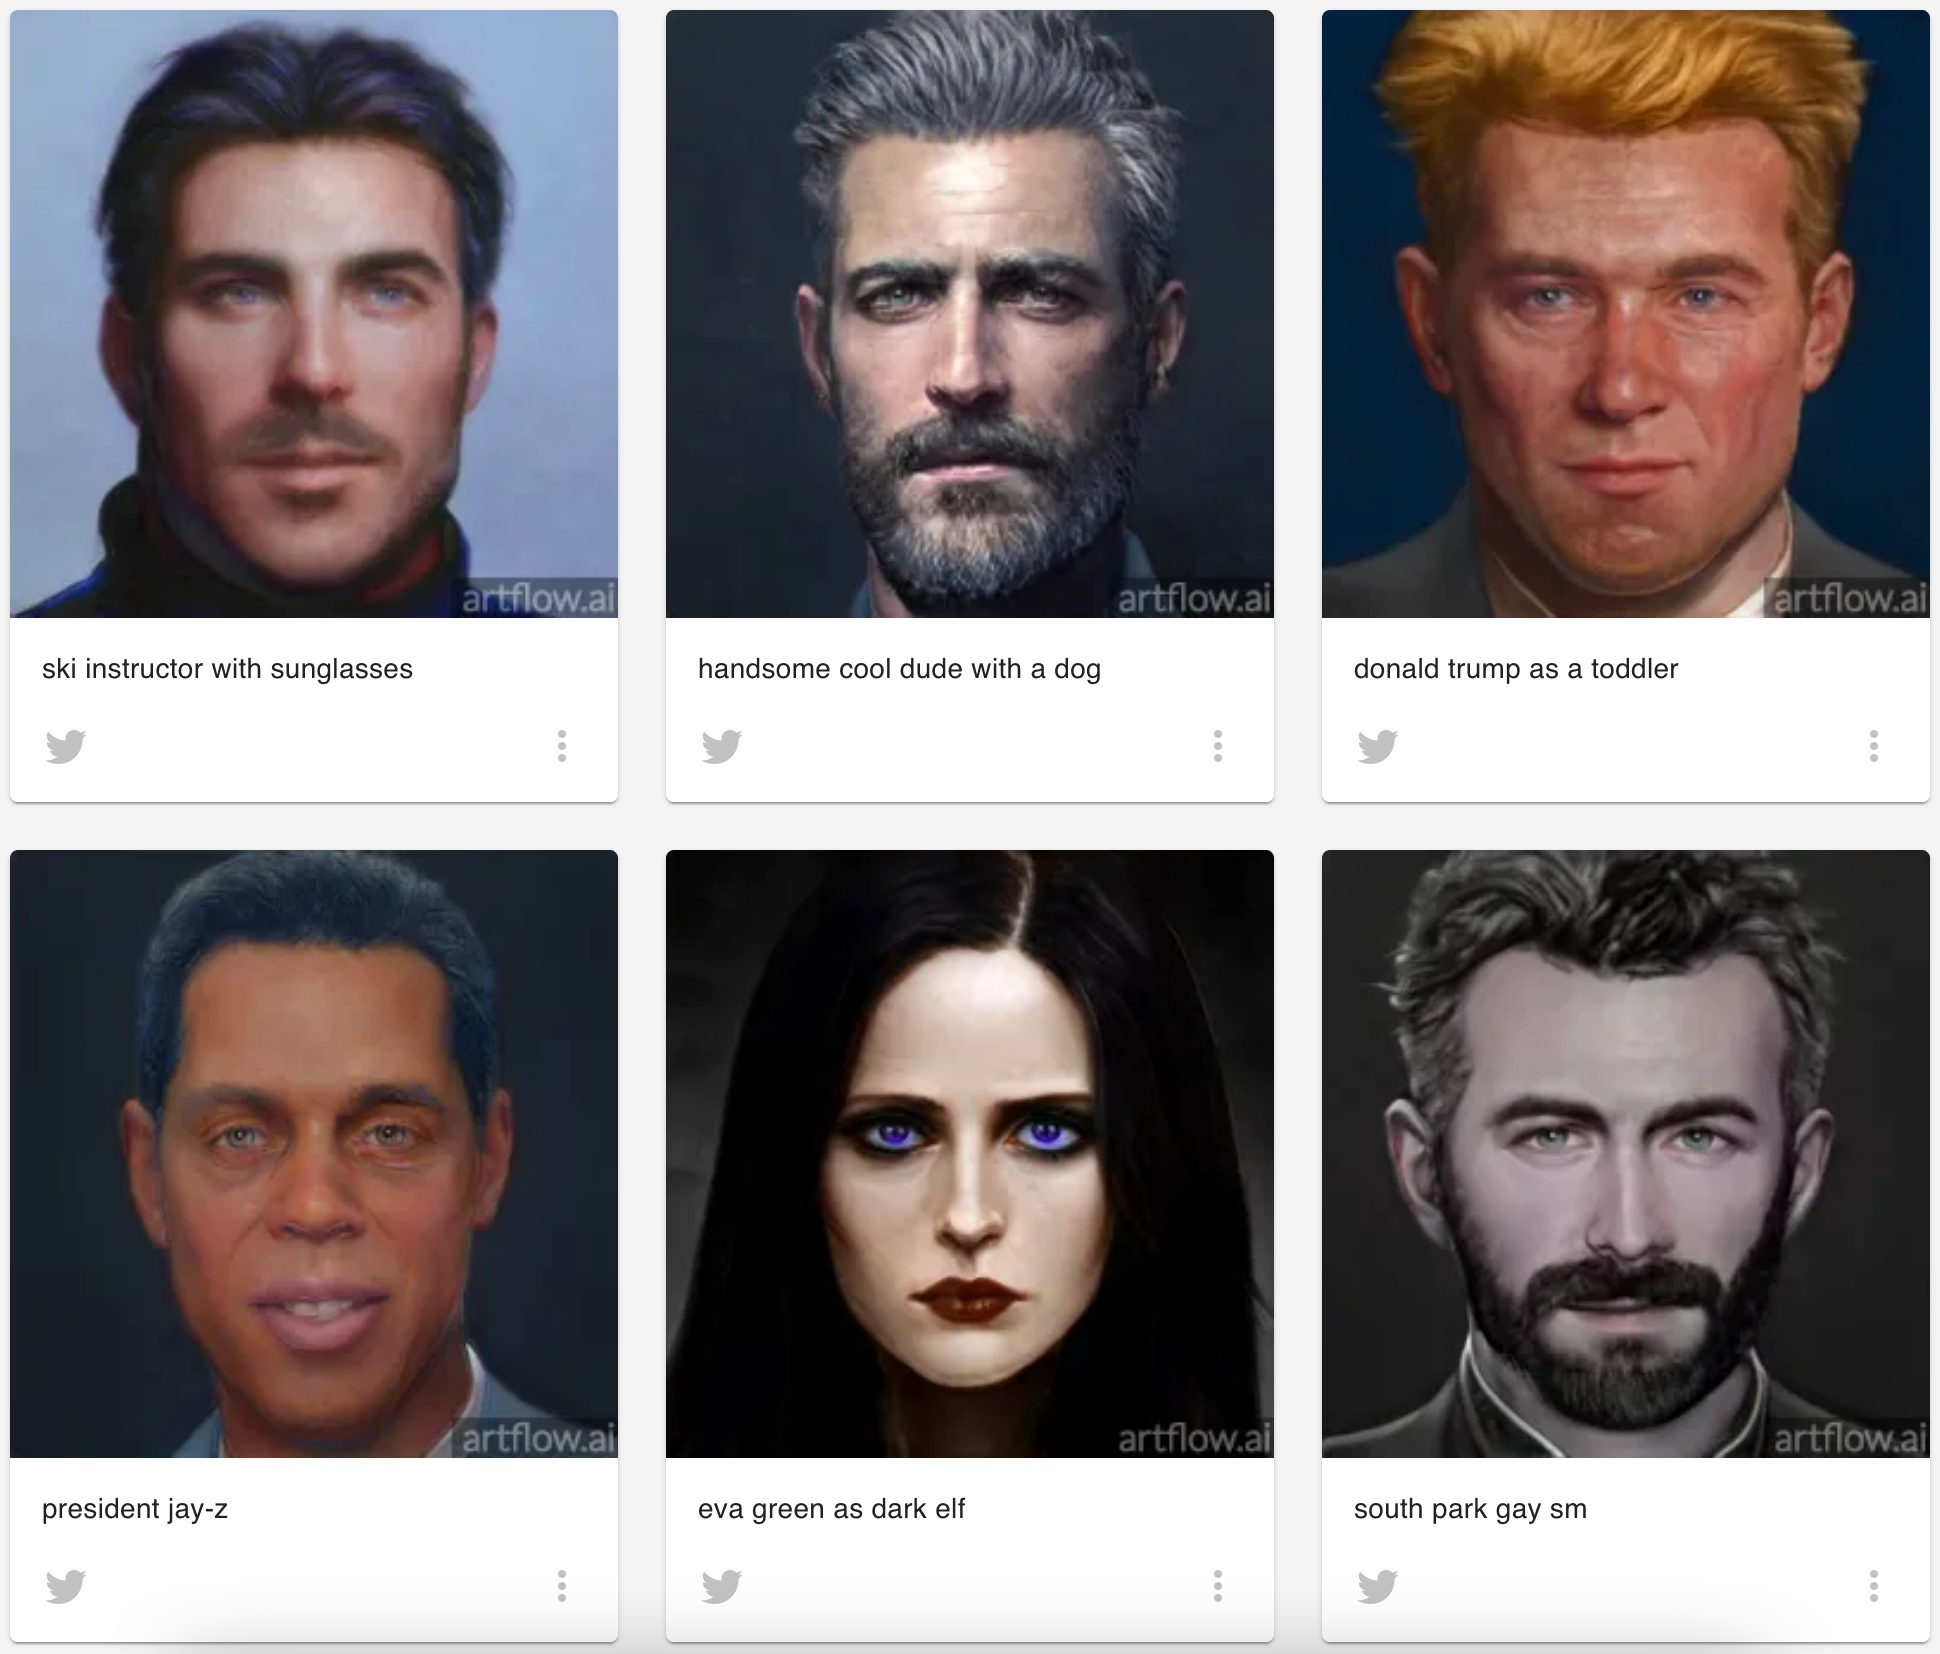 artflow.ai
artflow.ai
artflow.ai
ski instructor with sunglasses
handsome cool dude with a dog
donald trump as a toddler
artflow.ai
artflow.ai
artflow.ai
president jay-z
eva green as dark elf
south park gay sm